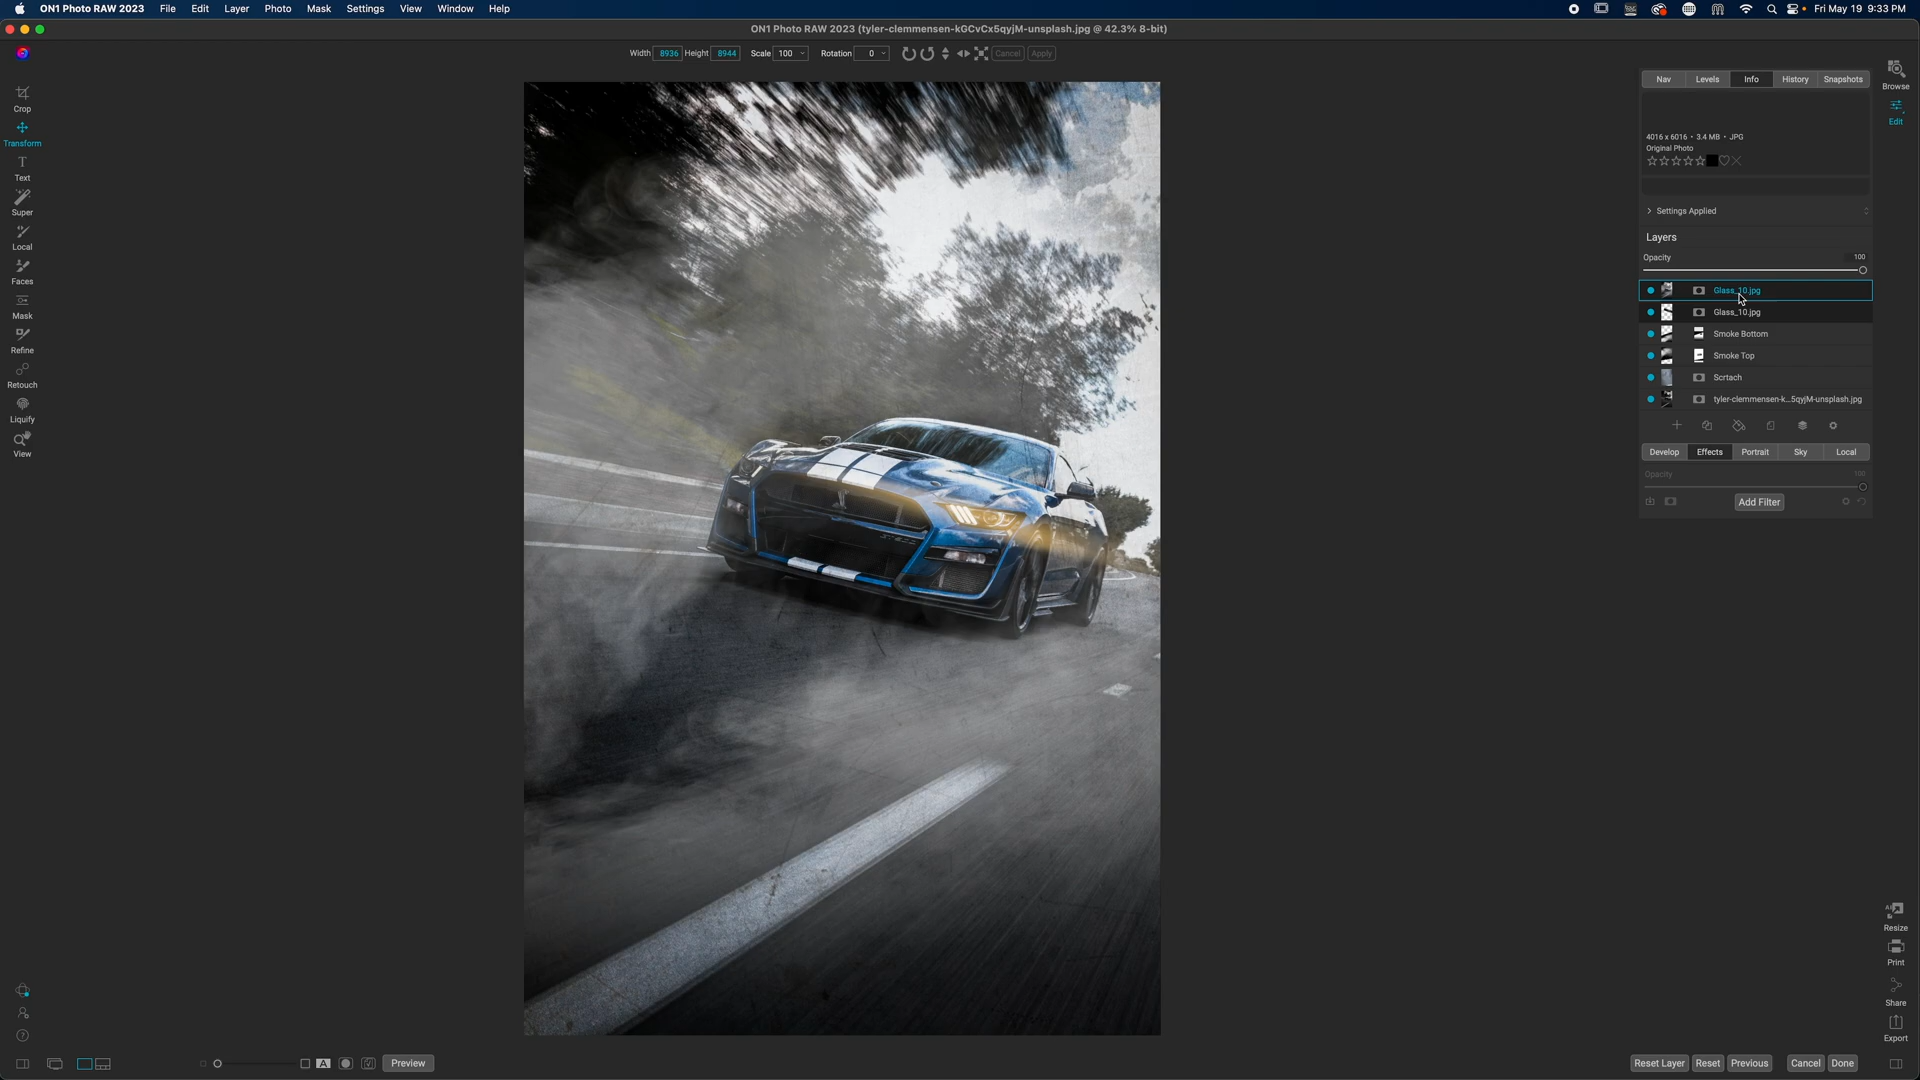 ON1 Photo RAW 2023 File Edit Layer Photo Mask Settings View Window Help
Fri May 19 9:33 PM
ON1 Photo RAW 2023 (tyler-clemmensen-kGCvCx5qyjM-unsplash.jpg @ 42.3% 8-bit)
Width 8936 Height 8944 Scale 100 Rotation 0 Cancel Apply
Crop
Transform
Text
Super
Local
Faces
Mask
Refine
Retouch
Liquify
View
Nav Levels Info History Snapshots
4016 x 6016 • 3.4 MB • JPG
Original Photo
Settings Applied
Layers
Opacity 100
Glass_10.jpg
Glass_10.jpg
Smoke Bottom
Smoke Top
Scrtach
tyler-clemmensen-k...5qyjM-unsplash.jpg
Develop Effects Portrait Sky Local
Opacity 100
Add Filter
Browse
Edit
Resize
Print
Share
Export
A
Preview
Reset Layer Reset Previous Cancel Done